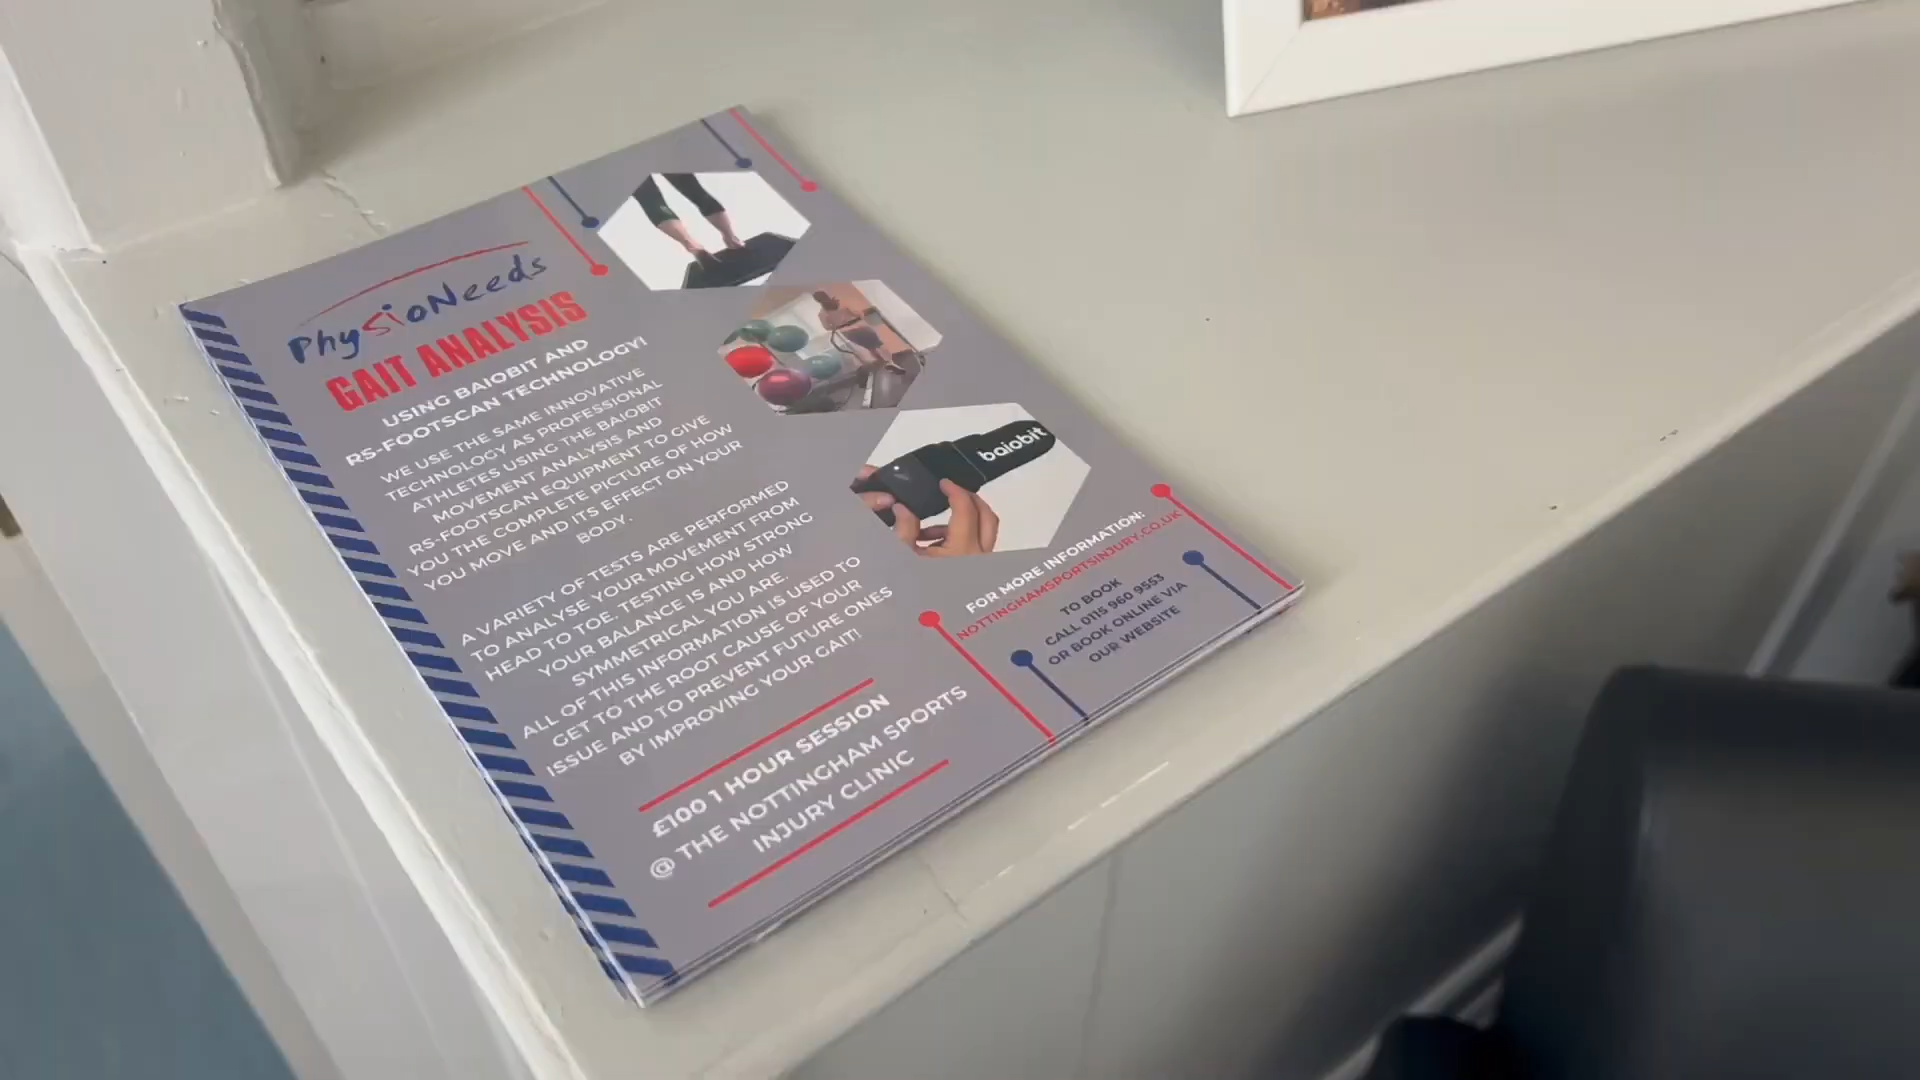 PhysioNeeds
GAIT ANALYSIS
USING BAIOBIT AND
RS-FOOTSCAN TECHNOLOGY!
WE USE THE SAME INNOVATIVE
TECHNOLOGY AS PROFESSIONAL
ATHLETES USING THE BAIOBIT
MOVEMENT ANALYSIS AND
RS-FOOTSCAN EQUIPMENT TO GIVE
YOU THE COMPLETE PICTURE OF HOW
YOU MOVE AND ITS EFFECT ON YOUR
BODY.
A VARIETY OF TESTS ARE PERFORMED
TO ANALYSE YOUR MOVEMENT FROM
HEAD TO TOE. TESTING HOW STRONG
YOUR BALANCE IS AND HOW
SYMMETRICAL YOU ARE.
ALL OF THIS INFORMATION IS USED TO
GET TO THE ROOT CAUSE OF YOUR
ISSUE AND TO PREVENT FUTURE ONES
BY IMPROVING YOUR GAIT!
£100 1 HOUR SESSION
@ THE NOTTINGHAM SPORTS
INJURY CLINIC
baiobit
FOR MORE INFORMATION:
NOTTINGHAMSPORTSINJURY.CO.UK
TO BOOK
CALL 0115 960 9553
OR BOOK ONLINE VIA
OUR WEBSITE